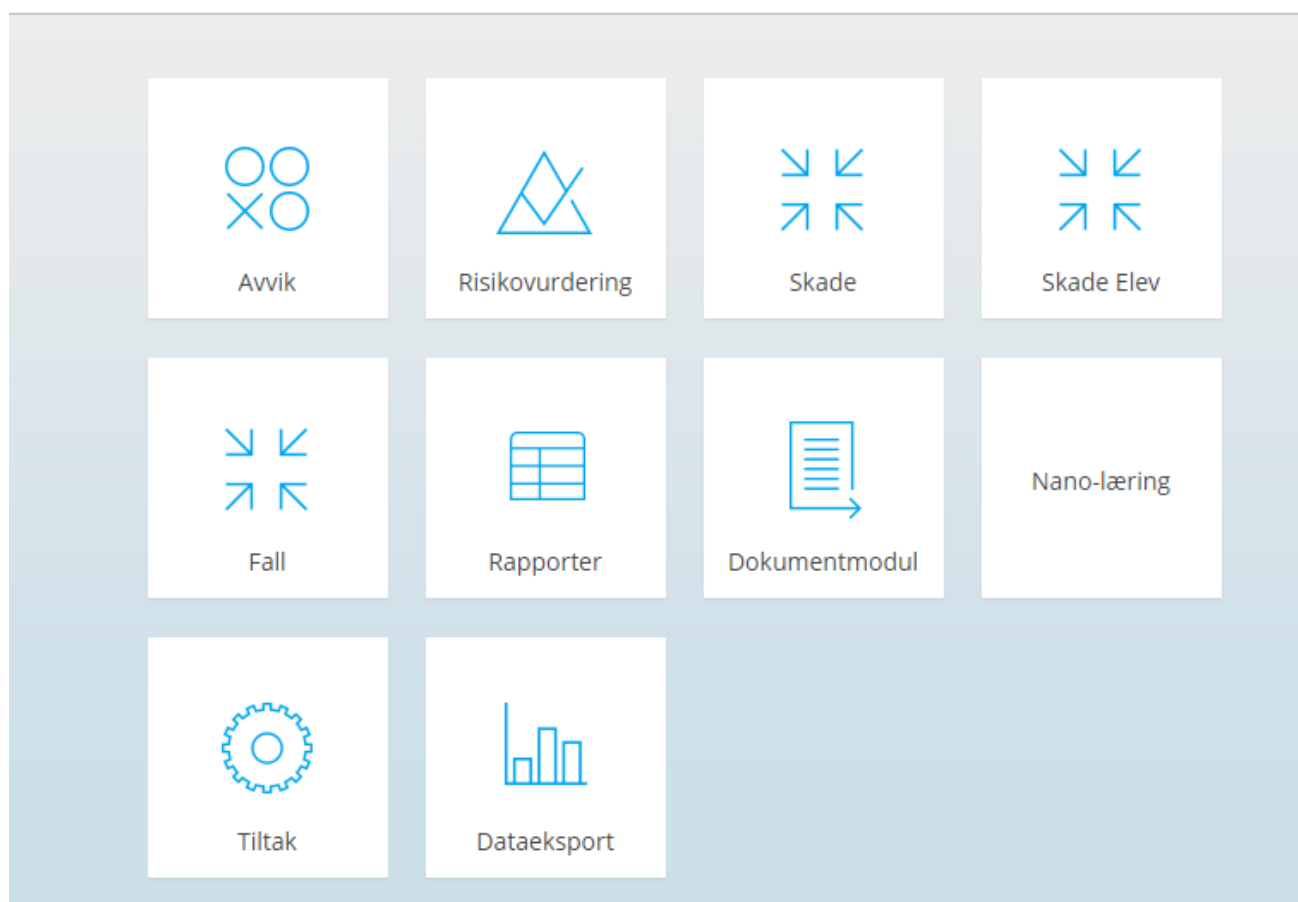 Avvik
Risikovurdering
Skade
Skade Elev
Fall
Rapporter
Dokumentmodul
Nano-læring
Tiltak
Dataeksport